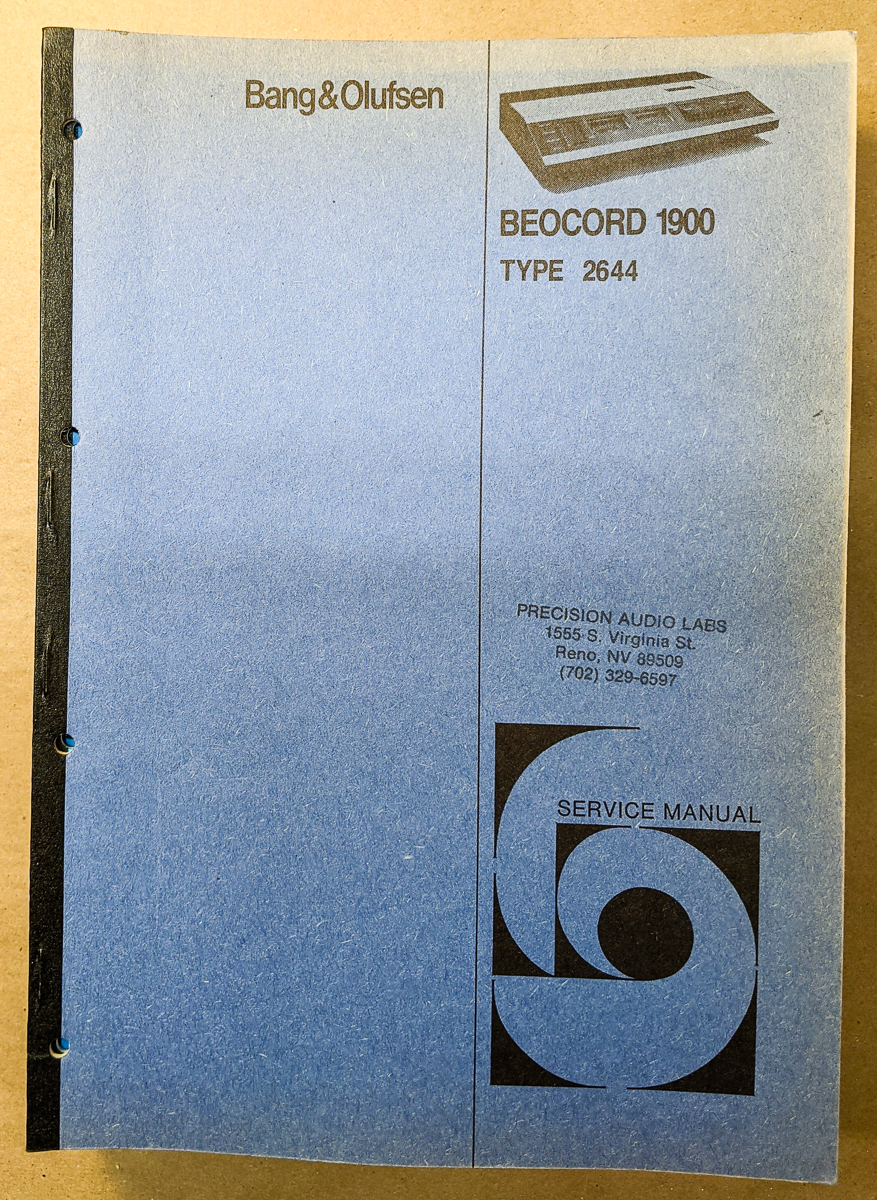 Bang&Olufsen
BEOCORD 1900
TYPE 2644
PRECISION AUDIO LABS
1555 S. Virginia St.
Reno, NV 89509
(702) 329-6597
SERVICE MANUAL